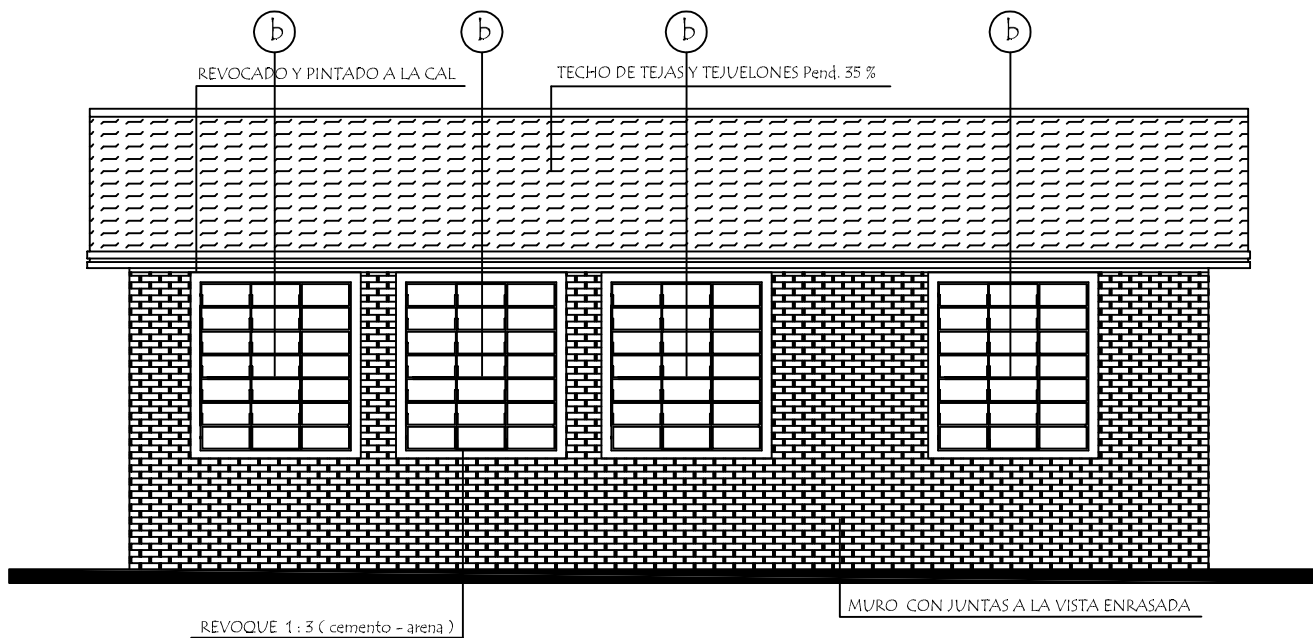 b b b b
REVOCADO Y PINTADO A LA CAL
TECHO DE TEJAS Y TEJUELONES Pend. 35 %
MURO CON JUNTAS A LA VISTA ENRASADA
REVOQUE 1 : 3 ( cemento - arena )